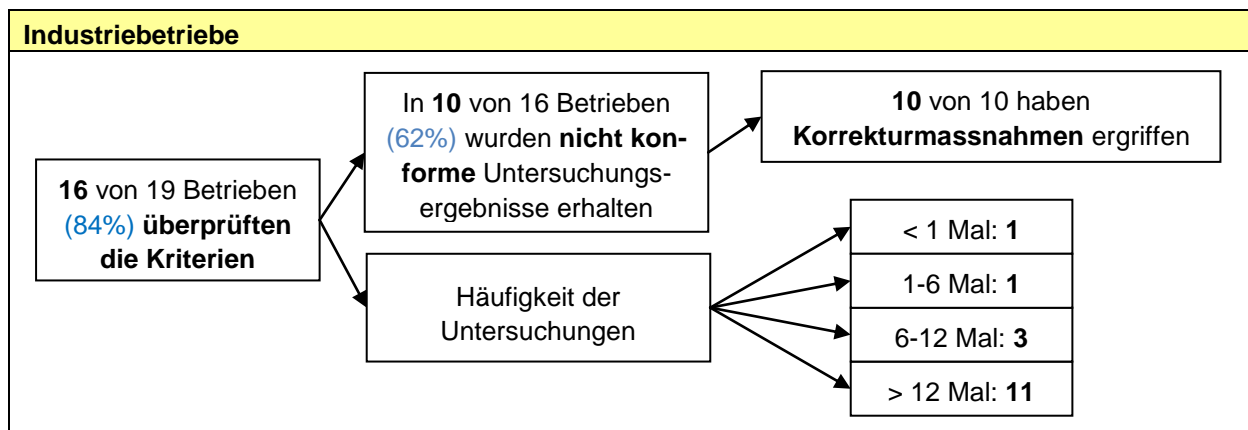 Industriebetriebe
16 von 19 Betrieben
(84%) überprüften
die Kriterien
In 10 von 16 Betrieben
(62%) wurden nicht kon-
forme Untersuchungs-
ergebnisse erhalten
10 von 10 haben
Korrekturmassnahmen ergriffen
Häufigkeit der
Untersuchungen
< 1 Mal: 1
1-6 Mal: 1
6-12 Mal: 3
> 12 Mal: 11